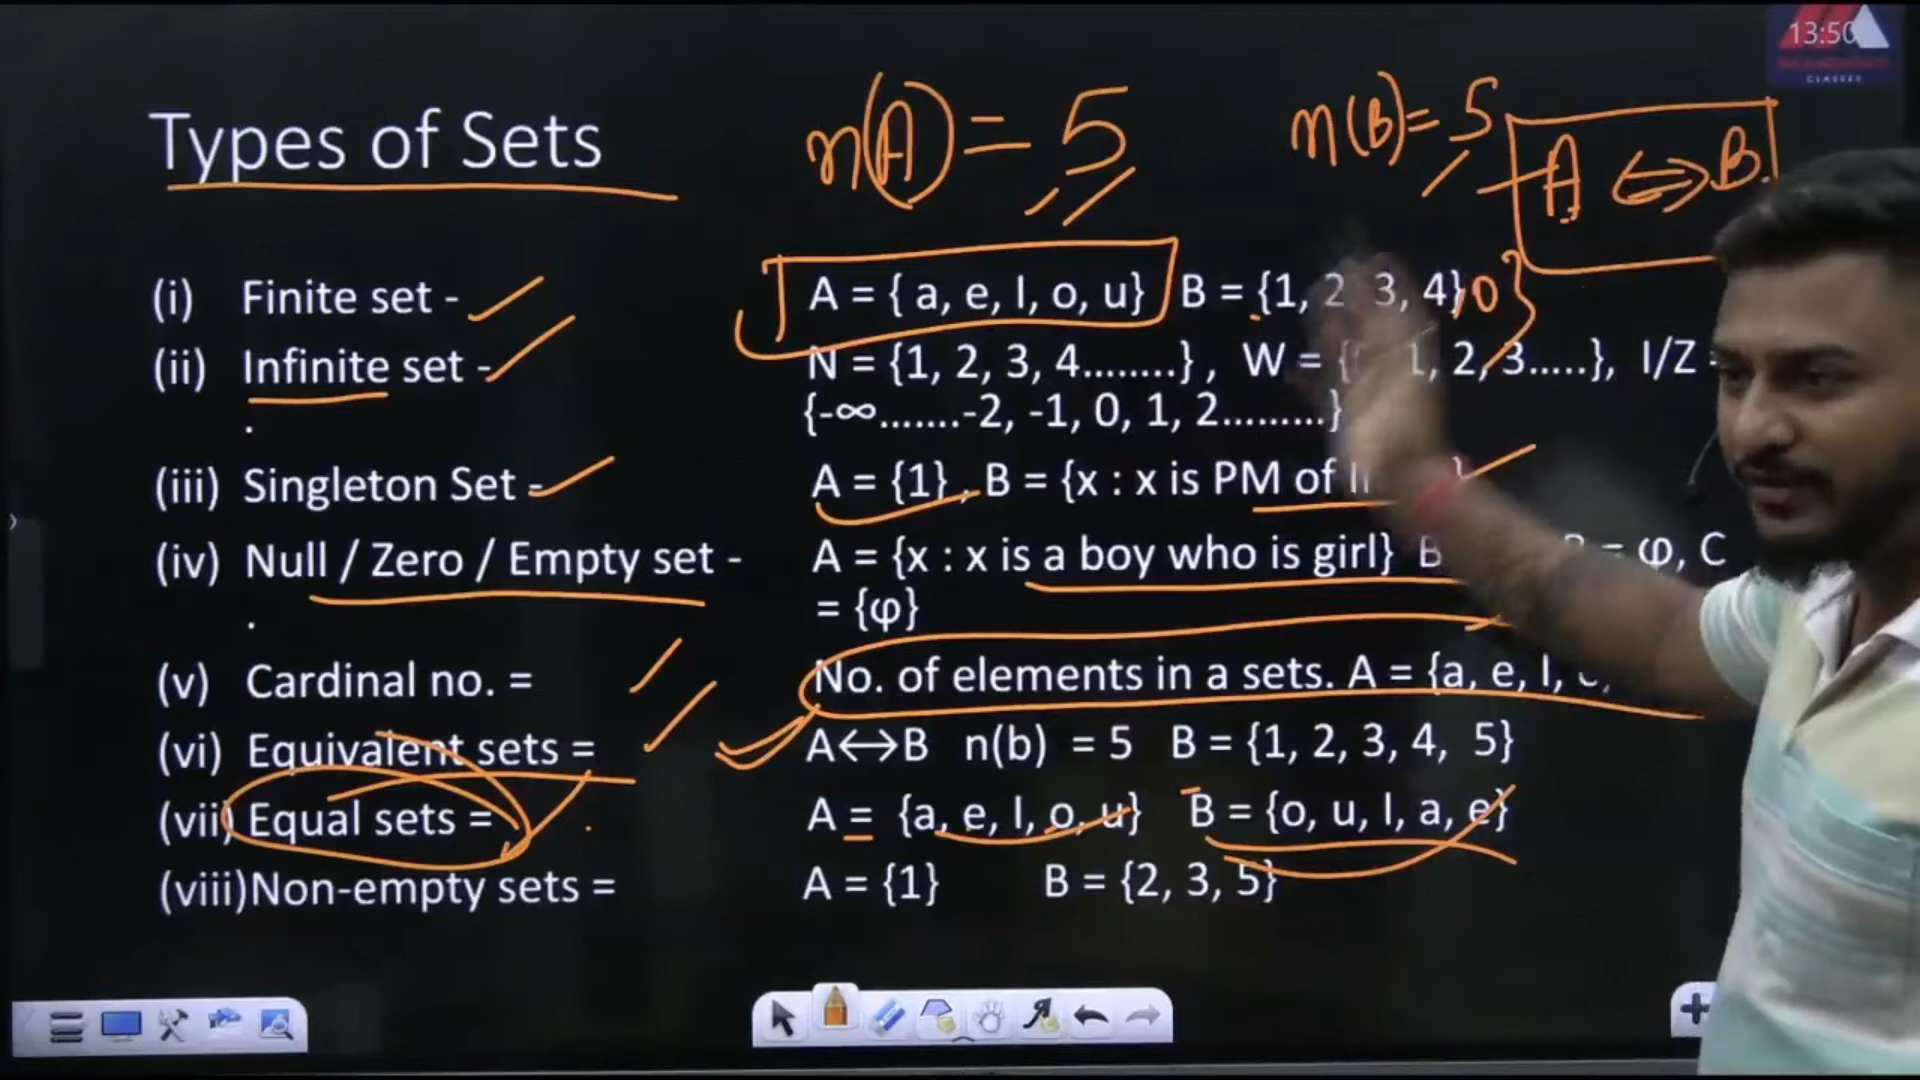 13:50
CLASSES
Types of Sets
n(A) = 5
n(B) = 5
A ⇔ B
(i) Finite set -
A = { a, e, I, o, u} B = {1, 2 3, 4},0}
(ii) Infinite set -
N = {1, 2, 3, 4........} , W = { 1, 2, 3.....}, I/Z =
. {-∞.......-2, -1, 0, 1, 2.........}
(iii) Singleton Set -
A = {1} , B = {x : x is PM of }
(iv) Null / Zero / Empty set -
A = {x : x is a boy who is girl} B = φ, C
. = {φ}
(v) Cardinal no. =
No. of elements in a sets. A = {a, e, I,
(vi) Equivalent sets =
A↔B n(b) = 5 B = {1, 2, 3, 4, 5}
(vii) Equal sets =
A = {a, e, I, o, u} B = {o, u, I, a, e}
(viii)Non-empty sets =
A = {1} B = {2, 3, 5}